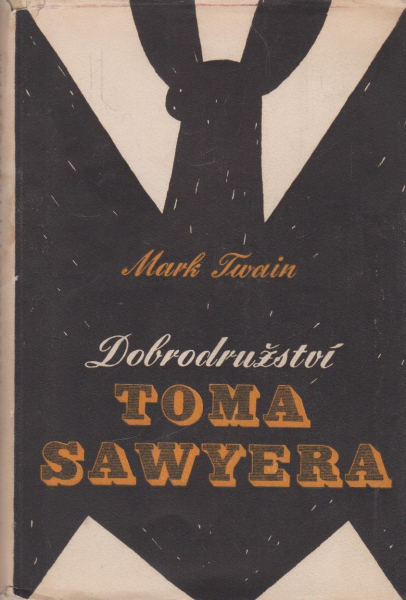 Mark Twain
Dobrodružství
TOMA
SAWYERA